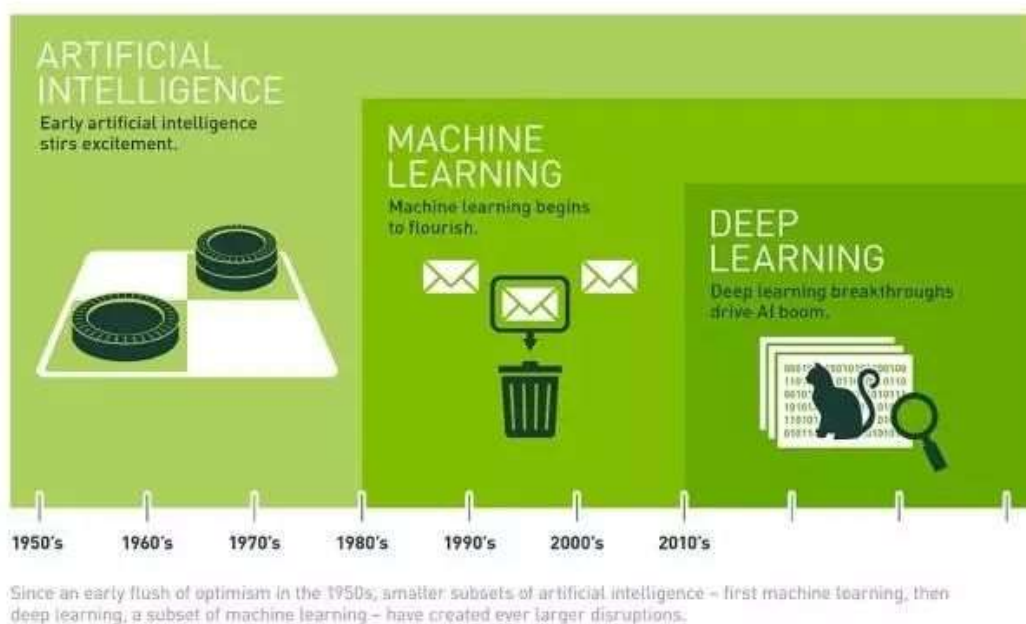 ARTIFICIAL
INTELLIGENCE
Early artificial intelligence
stirs excitement.
MACHINE
LEARNING
Machine learning begins
to flourish.
DEEP
LEARNING
Deep learning breakthroughs
drive AI boom.
1950's 1960's 1970's 1980's 1990's 2000's 2010's
Since an early flush of optimism in the 1950s, smaller subsets of artificial intelligence – first machine learning, then
deep learning, a subset of machine learning – have created ever larger disruptions.